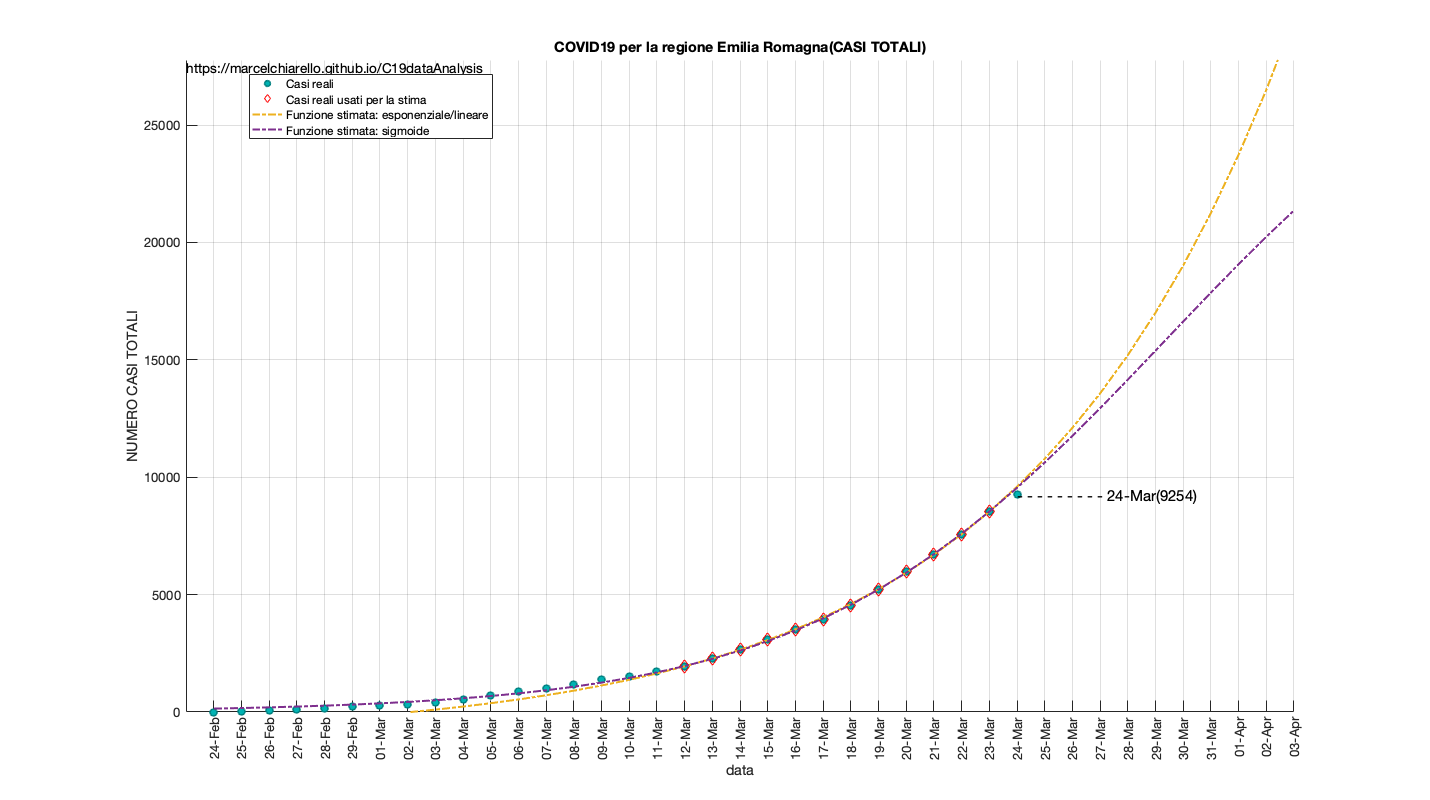 COVID19 per la regione Emilia Romagna(CASI TOTALI)
https://marcelchiarello.github.io/C19dataAnalysis
Casi reali
Casi reali usati per la stima
Funzione stimata: esponenziale/lineare
Funzione stimata: sigmoide
NUMERO CASI TOTALI
25000
20000
15000
10000
5000
0
24-Mar(9254)
24-Feb
25-Feb
26-Feb
27-Feb
28-Feb
29-Feb
01-Mar
02-Mar
03-Mar
04-Mar
05-Mar
06-Mar
07-Mar
08-Mar
09-Mar
10-Mar
11-Mar
12-Mar
13-Mar
14-Mar
15-Mar
16-Mar
17-Mar
18-Mar
19-Mar
20-Mar
21-Mar
22-Mar
23-Mar
24-Mar
25-Mar
26-Mar
27-Mar
28-Mar
29-Mar
30-Mar
31-Mar
01-Apr
02-Apr
03-Apr
data